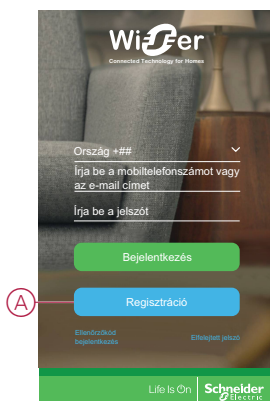 Wiser
Connected Technology for Homes
Ország +##
Írja be a mobiltelefonszámot vagy
az e-mail címet
Írja be a jelszót
Bejelentkezés
A
Regisztráció
Ellenőrzőkód
bejelentkezés
Elfelejtett jelszó
Life Is On
Schneider
Electric